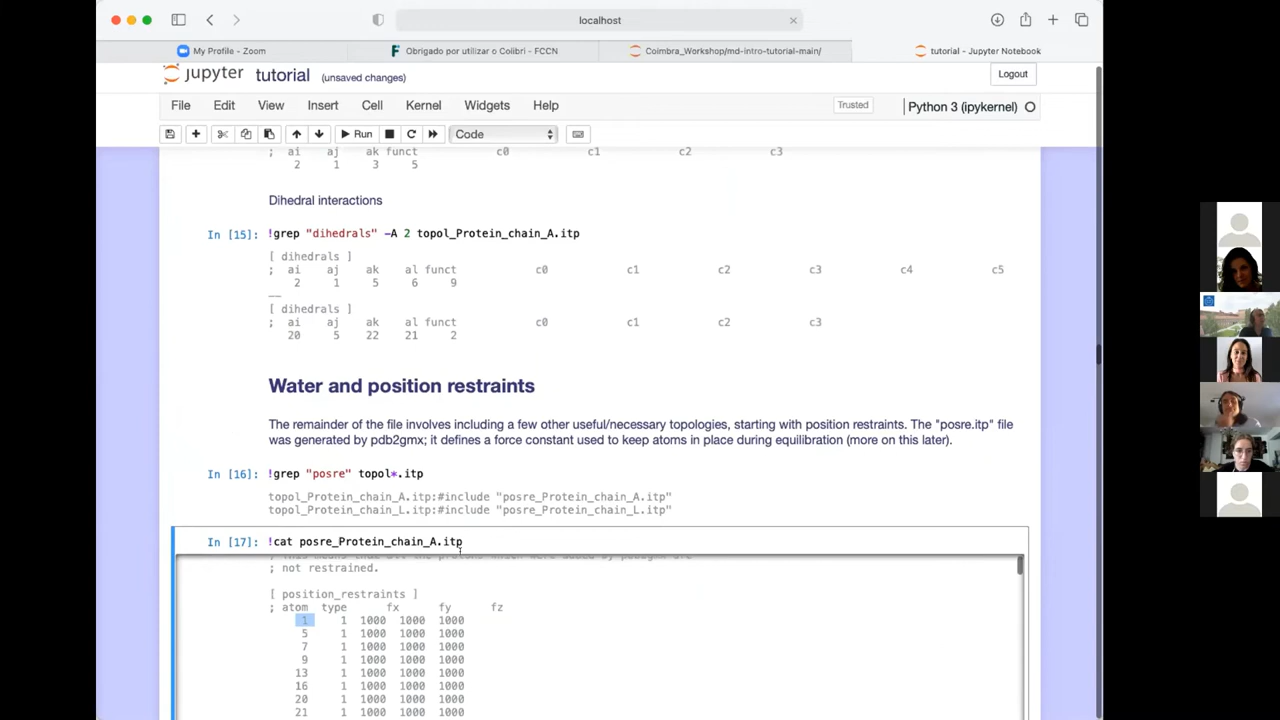 localhost
My Profile - Zoom
Obrigado por utilizar o Colibri - FCCN
Coimbra_Workshop/md-intro-tutorial-main/
tutorial - Jupyter Notebook
jupyter tutorial (unsaved changes)
Logout
File Edit View Insert Cell Kernel Widgets Help
Trusted
Python 3 (ipykernel)
Run
Code
; ai aj ak funct c0 c1 c2 c3
2 1 3 5
Dihedral interactions
In [15]: !grep "dihedrals" -A 2 topol_Protein_chain_A.itp
[ dihedrals ]
; ai aj ak al funct c0 c1 c2 c3 c4 c5
2 1 5 6 9
--
[ dihedrals ]
; ai aj ak al funct c0 c1 c2 c3
20 5 22 21 2
Water and position restraints
The remainder of the file involves including a few other useful/necessary topologies, starting with position restraints. The "posre.itp" file
was generated by pdb2gmx; it defines a force constant used to keep atoms in place during equilibration (more on this later).
In [16]: !grep "posre" topol*.itp
topol_Protein_chain_A.itp:#include "posre_Protein_chain_A.itp"
topol_Protein_chain_L.itp:#include "posre_Protein_chain_L.itp"
In [17]: !cat posre_Protein_chain_A.itp
; not restrained.
[ position_restraints ]
; atom type fx fy fz
1 1 1000 1000 1000
5 1 1000 1000 1000
7 1 1000 1000 1000
9 1 1000 1000 1000
13 1 1000 1000 1000
16 1 1000 1000 1000
20 1 1000 1000 1000
21 1 1000 1000 1000